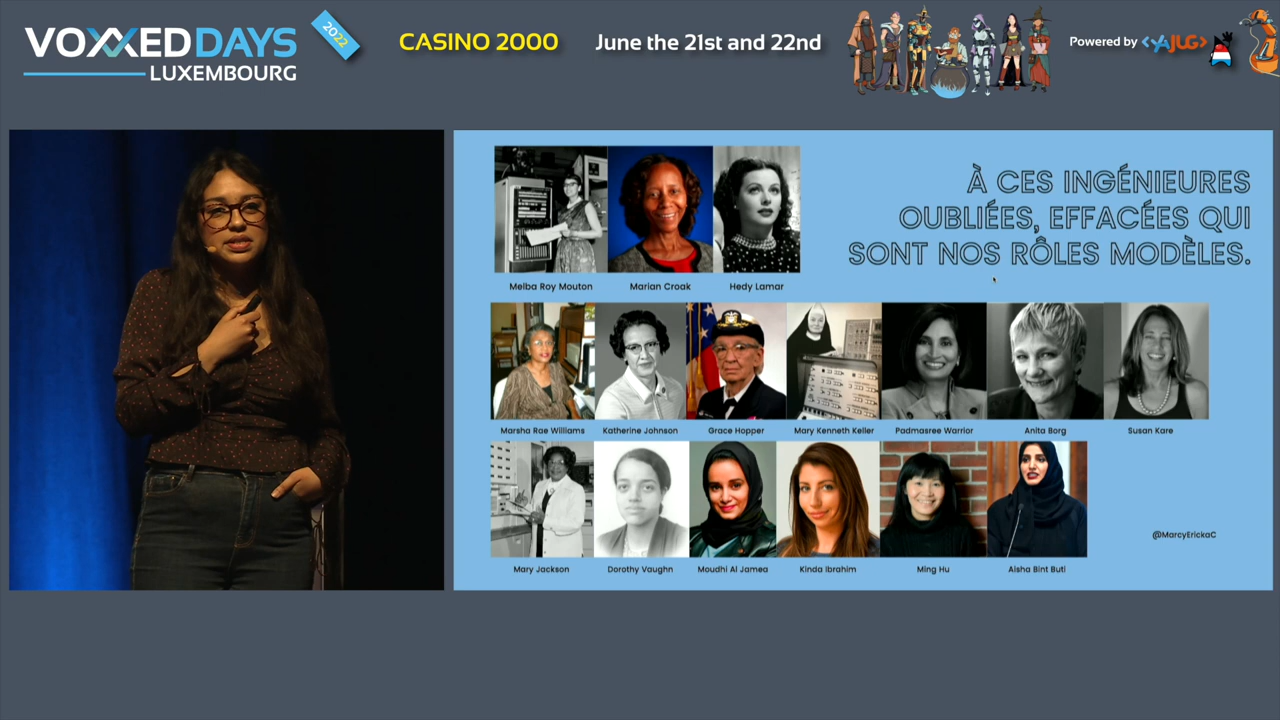 VOXXED DAYS
LUXEMBOURG
2022
CASINO 2000
June the 21st and 22nd
Powered by <YAJUG>
À CES INGÉNIEURES
OUBLIÉES, EFFACÉES QUI
SONT NOS RÔLES MODÈLES.
Melba Roy Mouton
Marian Croak
Hedy Lamar
Marsha Rae Williams
Katherine Johnson
Grace Hopper
Mary Kenneth Keller
Padmasree Warrior
Anita Borg
Susan Kare
@MarcyErickaC
Mary Jackson
Dorothy Vaughn
Moudhi Al Jamea
Kinda Ibrahim
Ming Hu
Aisha Bint Buti